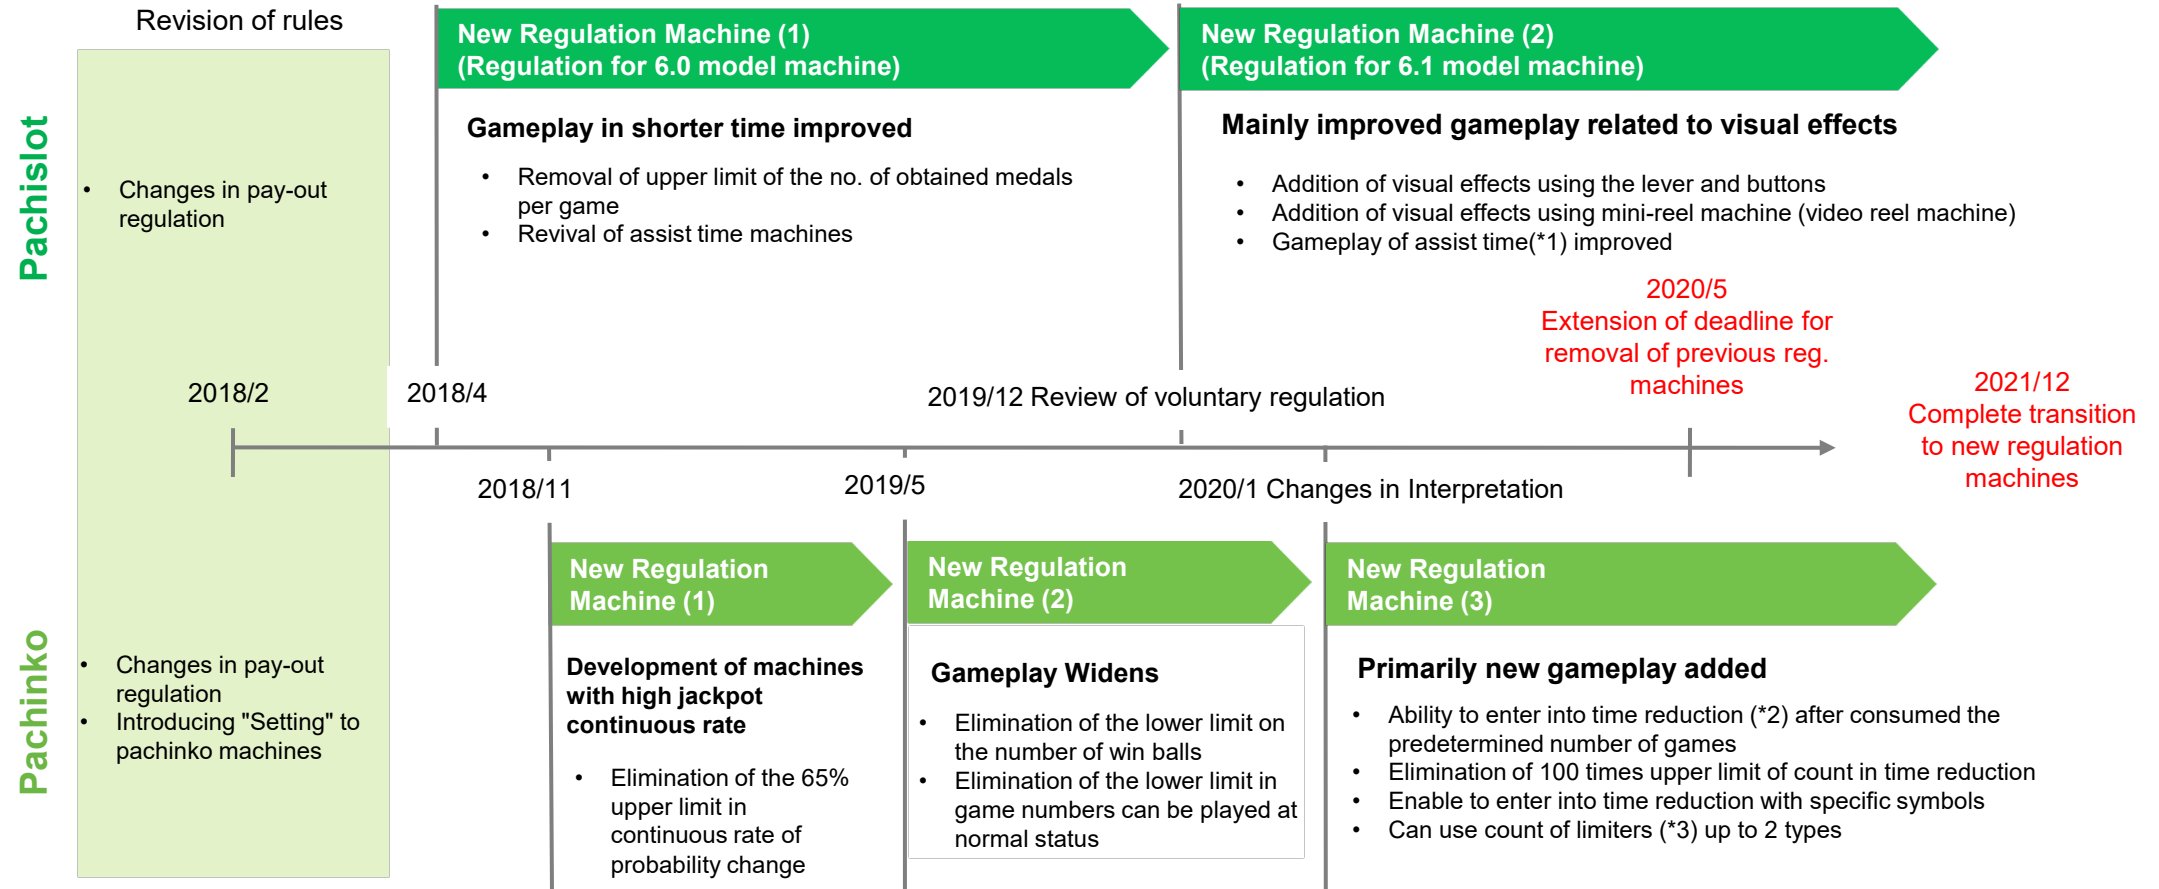 Revision of rules
New Regulation Machine (1)
(Regulation for 6.0 model machine)
New Regulation Machine (2)
(Regulation for 6.1 model machine)
Pachislot
• Changes in pay-out
regulation
Gameplay in shorter time improved
• Removal of upper limit of the no. of obtained medals
per game
• Revival of assist time machines
Mainly improved gameplay related to visual effects
• Addition of visual effects using the lever and buttons
• Addition of visual effects using mini-reel machine (video reel machine)
• Gameplay of assist time(*1) improved
2020/5
Extension of deadline for
removal of previous reg.
machines
2018/2
2018/4
2019/12 Review of voluntary regulation
2021/12
Complete transition
to new regulation
machines
2018/11
2019/5
2020/1 Changes in Interpretation
Pachinko
• Changes in pay-out
regulation
• Introducing "Setting" to
pachinko machines
New Regulation
Machine (1)
Development of machines
with high jackpot
continuous rate
• Elimination of the 65%
upper limit in
continuous rate of
probability change
New Regulation
Machine (2)
Gameplay Widens
• Elimination of the lower limit on
the number of win balls
• Elimination of the lower limit in
game numbers can be played at
normal status
New Regulation
Machine (3)
Primarily new gameplay added
• Ability to enter into time reduction (*2) after consumed the
predetermined number of games
• Elimination of 100 times upper limit of count in time reduction
• Enable to enter into time reduction with specific symbols
• Can use count of limiters (*3) up to 2 types